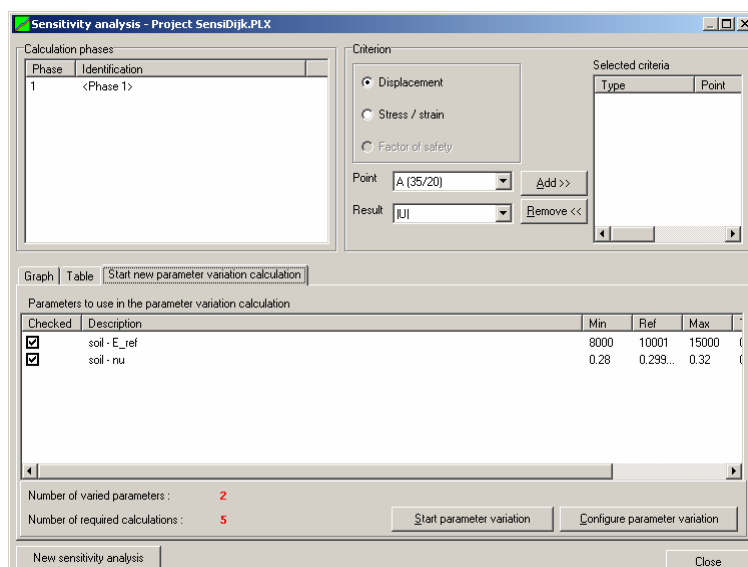 Sensitivity analysis - Project SensiDijk.PLX
Calculation phases
Phase Identification
1 <Phase 1>
Criterion
Displacement
Stress / strain
Factor of safety
Point A (35/20)
Result |U|
Add >>
Remove <<
Selected criteria
Type Point
Graph Table Start new parameter variation calculation
Parameters to use in the parameter variation calculation
Checked Description Min Ref Max
soil - E_ref 8000 10001 15000
soil - nu 0.28 0.299... 0.32
Number of varied parameters : 2
Number of required calculations : 5
Start parameter variation Configure parameter variation
New sensitivity analysis Close